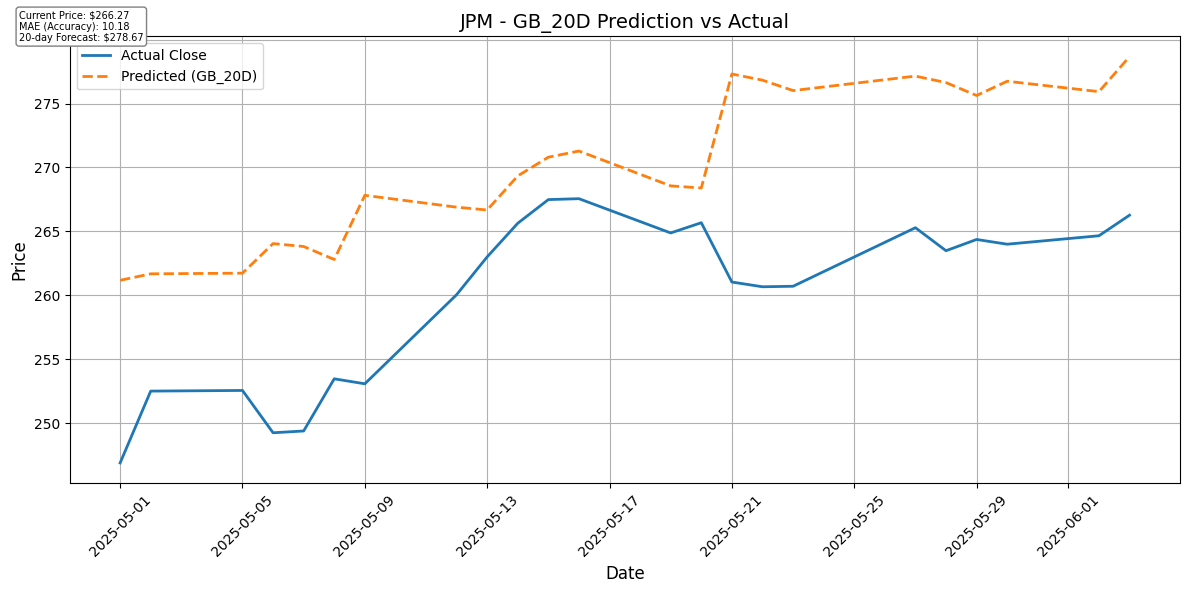 JPM - GB_20D Prediction vs Actual
Current Price: $266.27
MAE (Accuracy): 10.18
20-day Forecast: $278.67
Actual Close
Predicted (GB_20D)
Price
275
270
265
260
255
250
2025-05-01
2025-05-05
2025-05-09
2025-05-13
2025-05-17
2025-05-21
2025-05-25
2025-05-29
2025-06-01
Date